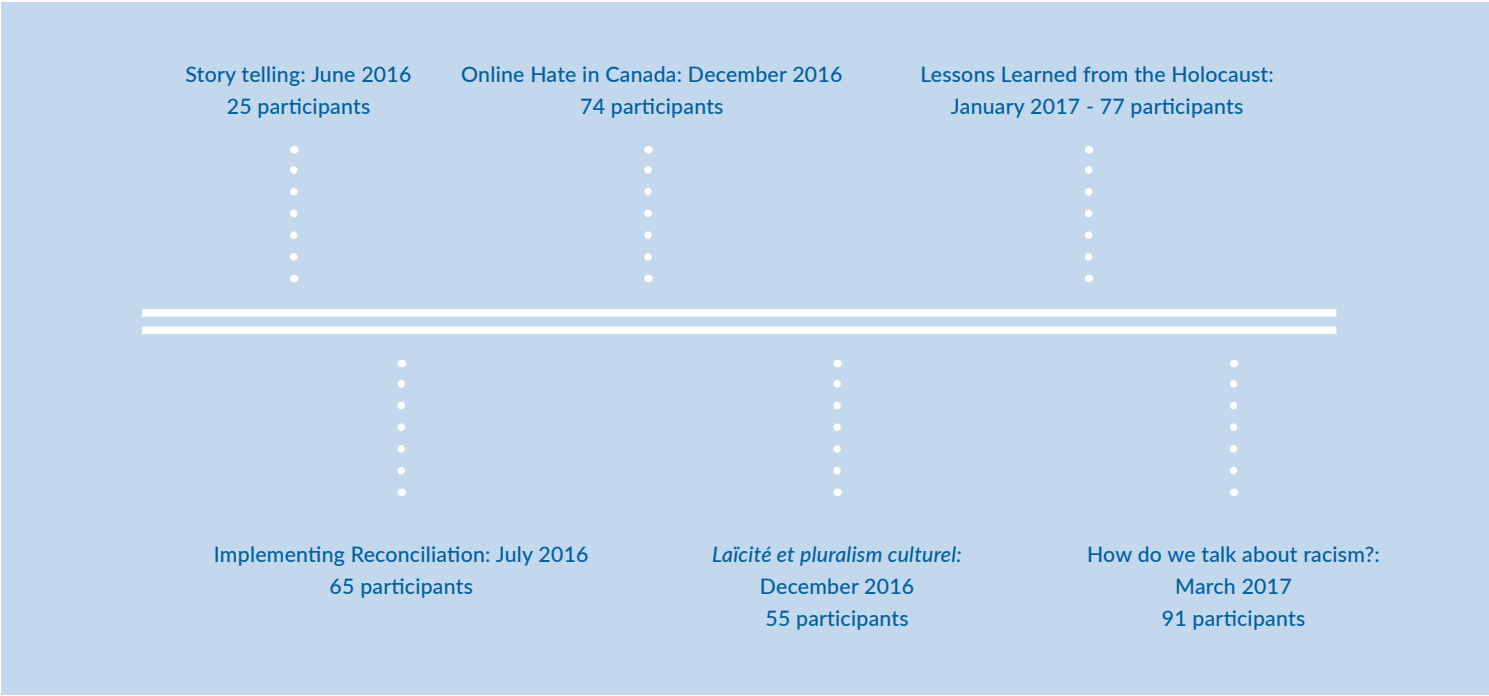 Story telling: June 2016
25 participants
Online Hate in Canada: December 2016
74 participants
Lessons Learned from the Holocaust:
January 2017 - 77 participants
Implementing Reconciliation: July 2016
65 participants
Laïcité et pluralism culturel:
December 2016
55 participants
How do we talk about racism?:
March 2017
91 participants